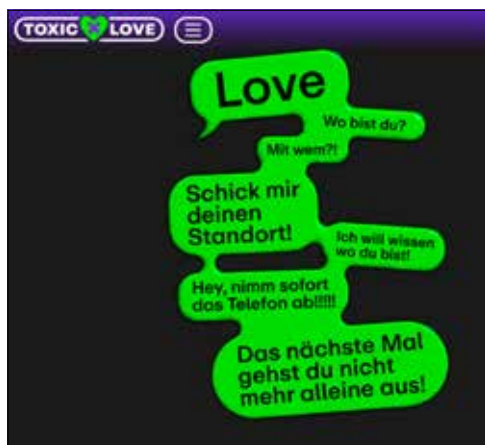 TOXIC LOVE
Love
Wo bist du?
Mit wem?!
Schick mir
deinen
Standort!
Ich will wissen
wo du bist!
Hey, nimm sofort
das Telefon ab!!!!!
Das nächste Mal
gehst du nicht
mehr alleine aus!